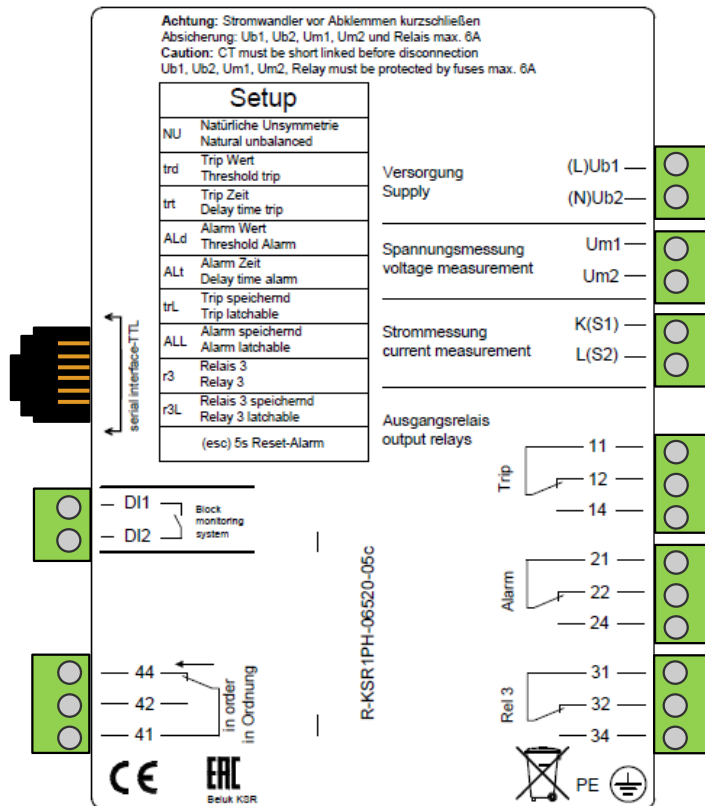 Achtung: Stromwandler vor Abklemmen kurzschließen
Absicherung: Ub1, Ub2, Um1, Um2 und Relais max. 6A
Caution: CT must be short linked before disconnection
Ub1, Ub2, Um1, Um2, Relay must be protected by fuses max. 6A
Setup
NU
Natürliche Unsymmetrie
Natural unbalanced
trd
Trip Wert
Threshold trip
trt
Trip Zeit
Delay time trip
ALd
Alarm Wert
Threshold Alarm
ALt
Alarm Zeit
Delay time alarm
trL
Trip speichernd
Trip latchable
ALL
Alarm speichernd
Alarm latchable
r3
Relais 3
Relay 3
r3L
Relais 3 speichernd
Relay 3 latchable
(esc) 5s Reset-Alarm
serial interface-TTL
Versorgung
Supply
(L)Ub1
(N)Ub2
Spannungsmessung
voltage measurement
Um1
Um2
Strommessung
current measurement
K(S1)
L(S2)
Ausgangsrelais
output relays
Trip
11
12
14
Alarm
21
22
24
Rel 3
31
32
34
DI1
DI2
Block
monitoring
system
44
42
41
in order
in Ordnung
R-KSR1PH-06520-05c
CE
EAC
Beluk KSR
PE